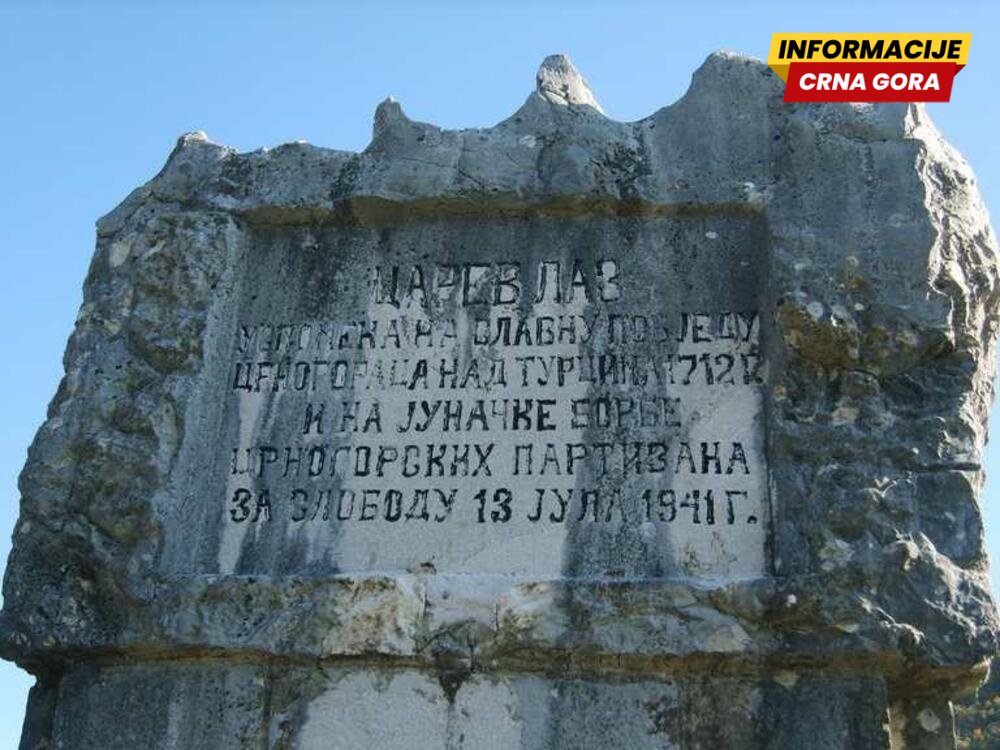 INFORMACIJE
CRNA GORA
ЦАРЕВ ЛАЗ
УСПОМЕНА НА СЛАВНУ ПОБЈЕДУ
ЦРНОГОРАЦА НАД ТУРЦИМА 1712 Г.
И НА ЈУНАЧКЕ БОРБЕ
ЦРНОГОРСКИХ ПАРТИЗАНА
ЗА СЛОБОДУ 13 ЈУЛА 1941 Г.